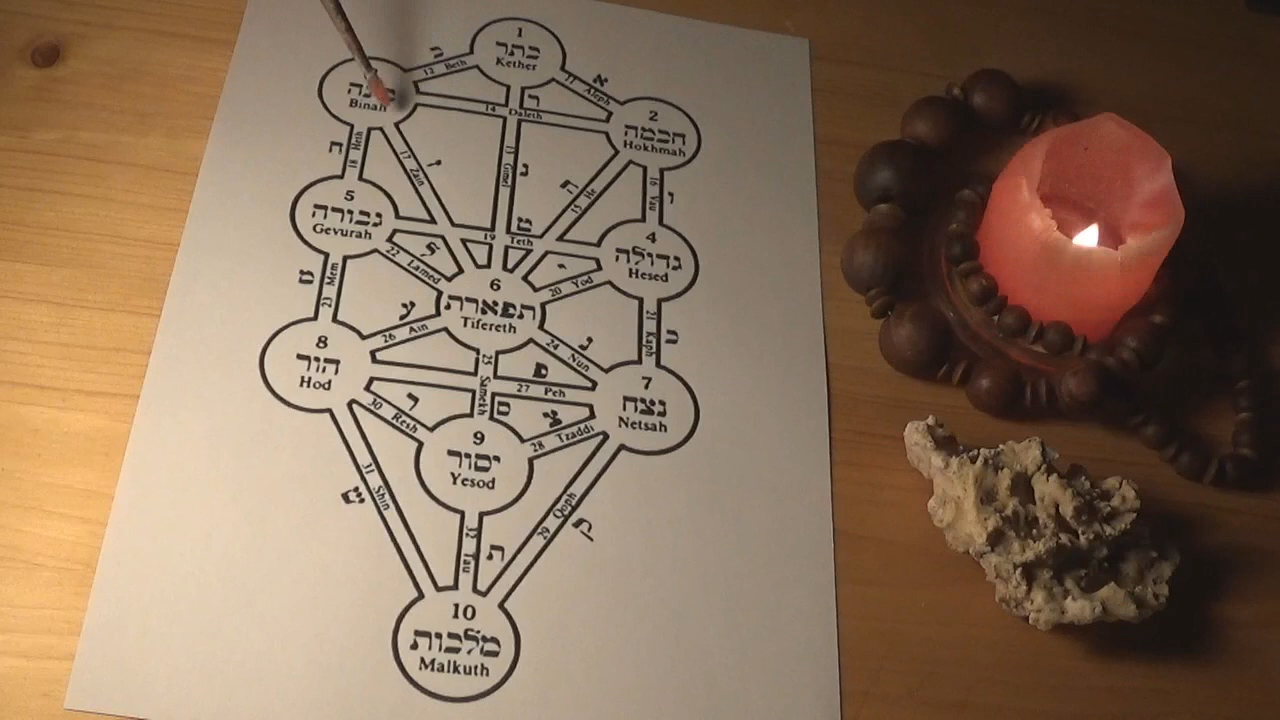 1
כתר
Kether
ב
12 Beth
א
11 Aleph
Binah
14 Daleth
ד
2
חכמה
Hokhmah
ח
18 Heth
17 Zain
ז
13 Gimel
ג
ה
15 He
16 Vau
ו
5
גבורה
Gevurah
19 Teth
ט
4
גדולה
Hesed
22 Lamed
ל
20 Yod
י
מ
23 Mem
6
תפארת
Tifereth
21 Kaph
כ
26 Ain
ע
24 Nun
נ
8
הוד
Hod
25 Samekh
ס
27 Peh
פ
7
נצח
Netsah
30 Resh
ר
28 Tzaddi
צ
9
יסוד
Yesod
31 Shin
ש
29 Qoph
ק
32 Tau
ת
10
מלכות
Malkuth